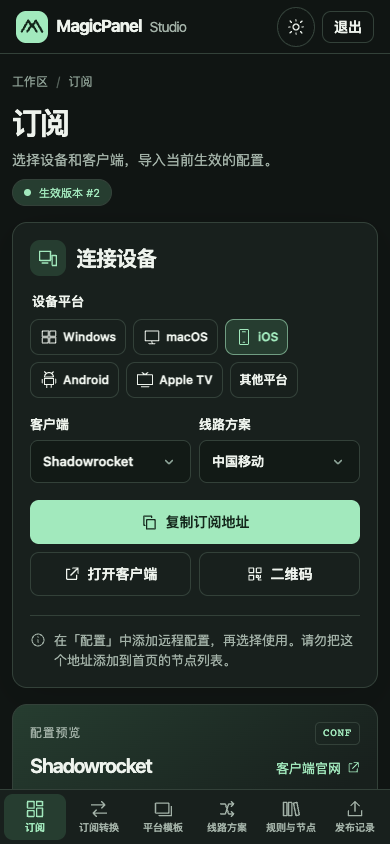 MagicPanel Studio
退出
工作区 / 订阅
订阅
选择设备和客户端，导入当前生效的配置。
生效版本 #2
连接设备
设备平台
Windows
macOS
iOS
Android
Apple TV
其他平台
客户端
线路方案
Shadowrocket
中国移动
复制订阅地址
打开客户端
二维码
在「配置」中添加远程配置，再选择使用。请勿把这
个地址添加到首页的节点列表。
配置预览
CONF
Shadowrocket
客户端官网
订阅
订阅转换
平台模板
线路方案
规则与节点
发布记录